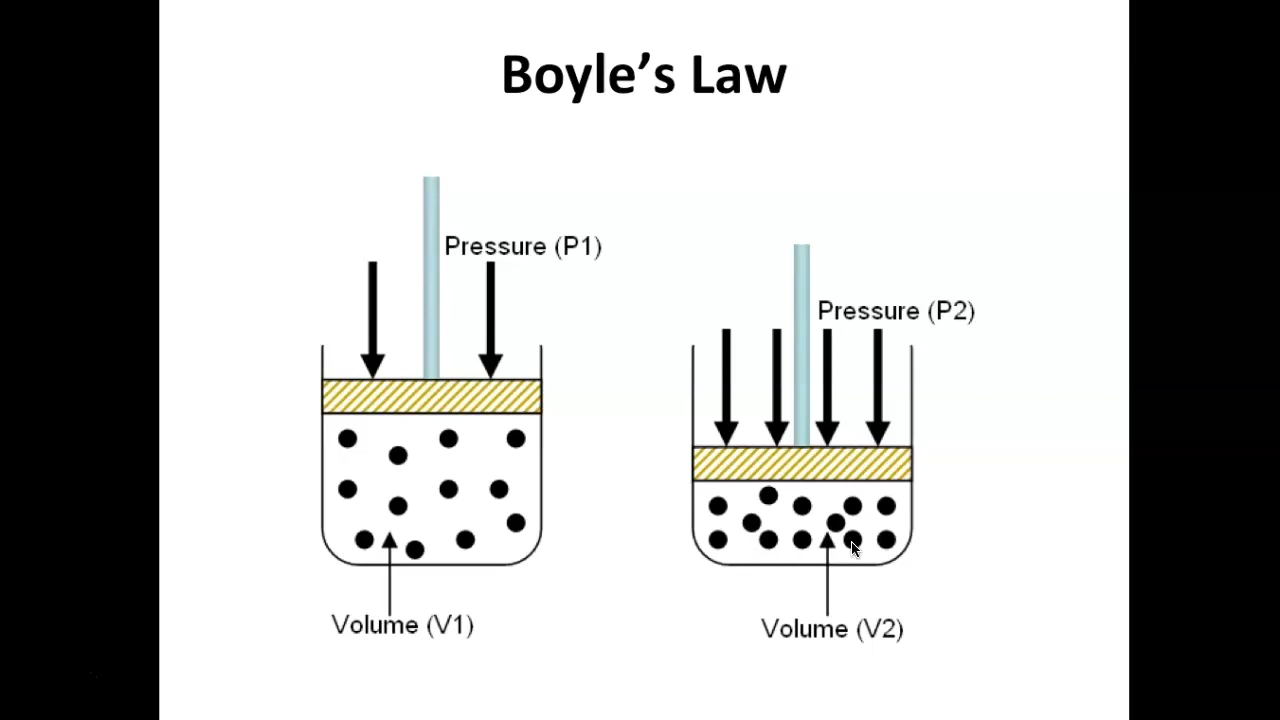 Boyle’s Law
Pressure (P1)
Pressure (P2)
Volume (V1)
Volume (V2)